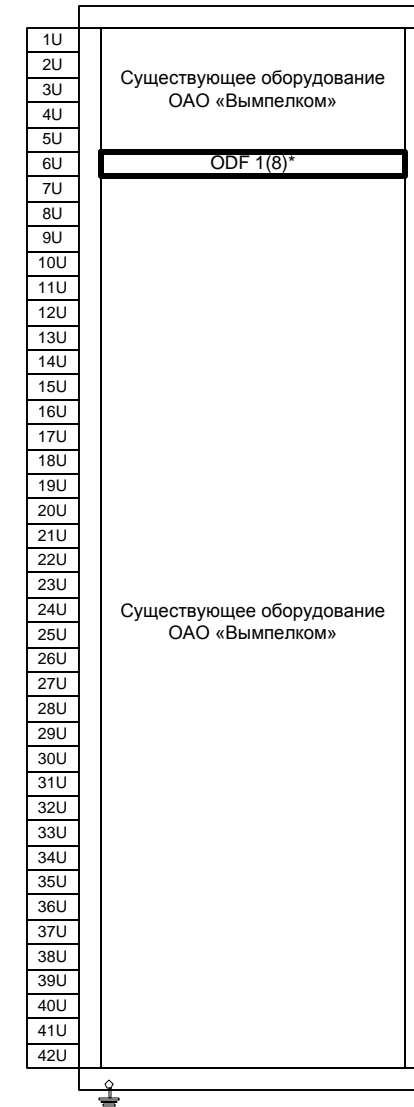 1U
2U
3U
Существующее оборудование
ОАО «Вымпелком»
4U
5U
6U
ODF 1(8)*
7U
8U
9U
10U
11U
12U
13U
14U
15U
16U
17U
18U
19U
20U
21U
22U
23U
24U
Существующее оборудование
25U
ОАО «Вымпелком»
26U
27U
28U
29U
30U
31U
32U
33U
34U
35U
36U
37U
38U
39U
40U
41U
42U